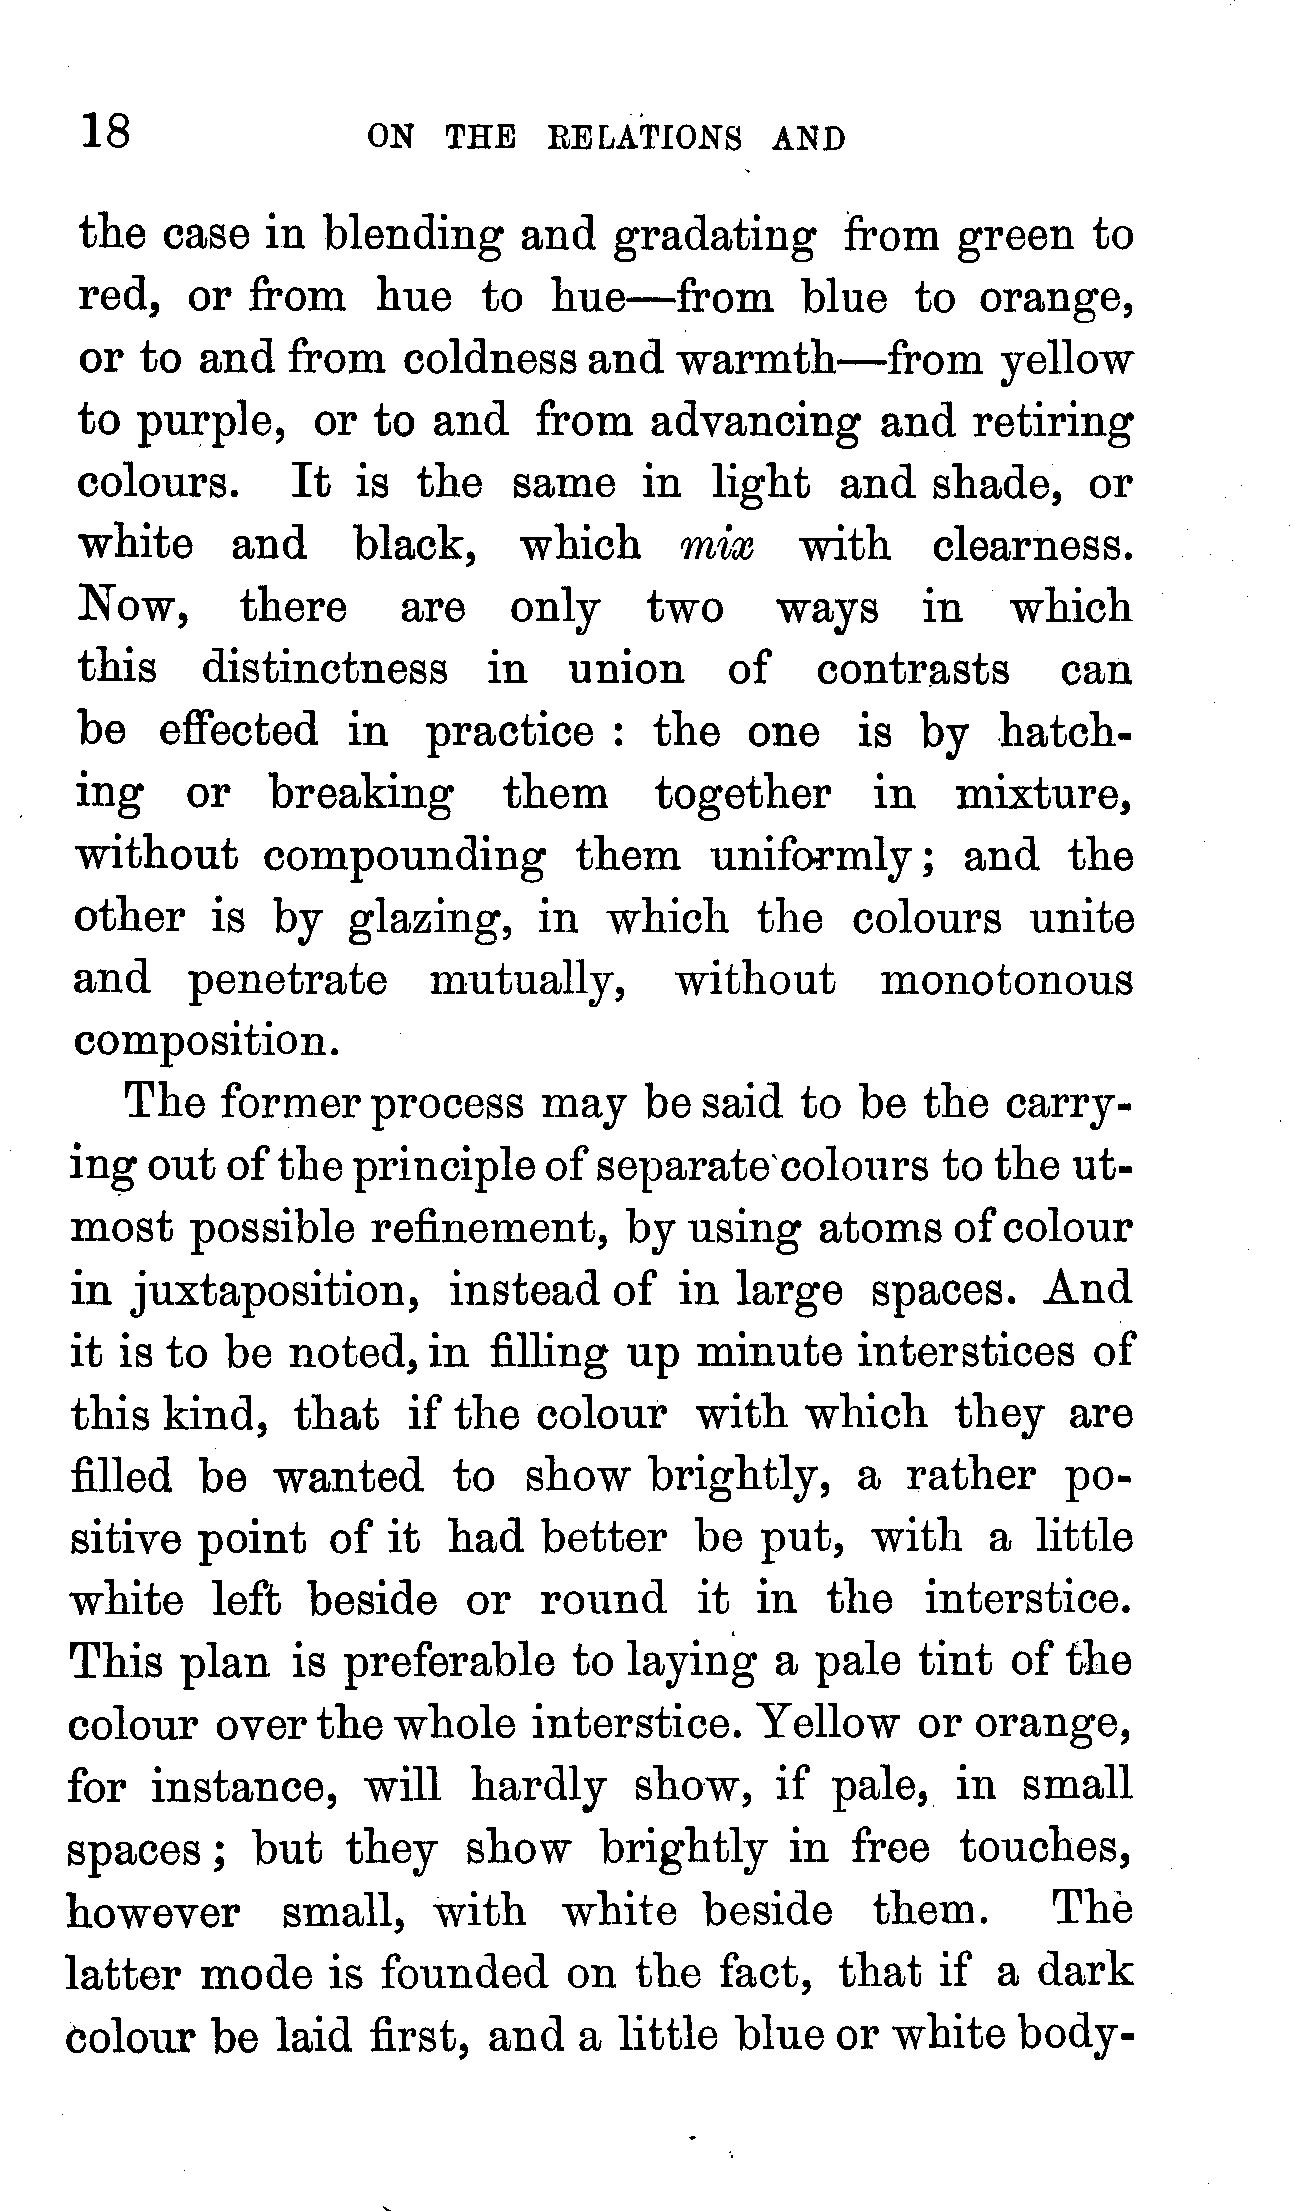 18 ON THE RELATIONS AND
the case in blending and gradating from green to
red, or from hue to hue—from blue to orange,
or to and from coldness and warmth—from yellow
to purple, or to and from advancing and retiring
colours. It is the same in light and shade, or
white and black, which mix with clearness.
Now, there are only two ways in which
this distinctness in union of contrasts can
be effected in practice : the one is by hatch-
ing or breaking them together in mixture,
without compounding them uniformly; and the
other is by glazing, in which the colours unite
and penetrate mutually, without monotonous
composition.
The former process may be said to be the carry-
ing out of the principle of separate colours to the ut-
most possible refinement, by using atoms of colour
in juxtaposition, instead of in large spaces. And
it is to be noted, in filling up minute interstices of
this kind, that if the colour with which they are
filled be wanted to show brightly, a rather po-
sitive point of it had better be put, with a little
white left beside or round it in the interstice.
This plan is preferable to laying a pale tint of the
colour over the whole interstice. Yellow or orange,
for instance, will hardly show, if pale, in small
spaces ; but they show brightly in free touches,
however small, with white beside them. The
latter mode is founded on the fact, that if a dark
colour be laid first, and a little blue or white body-